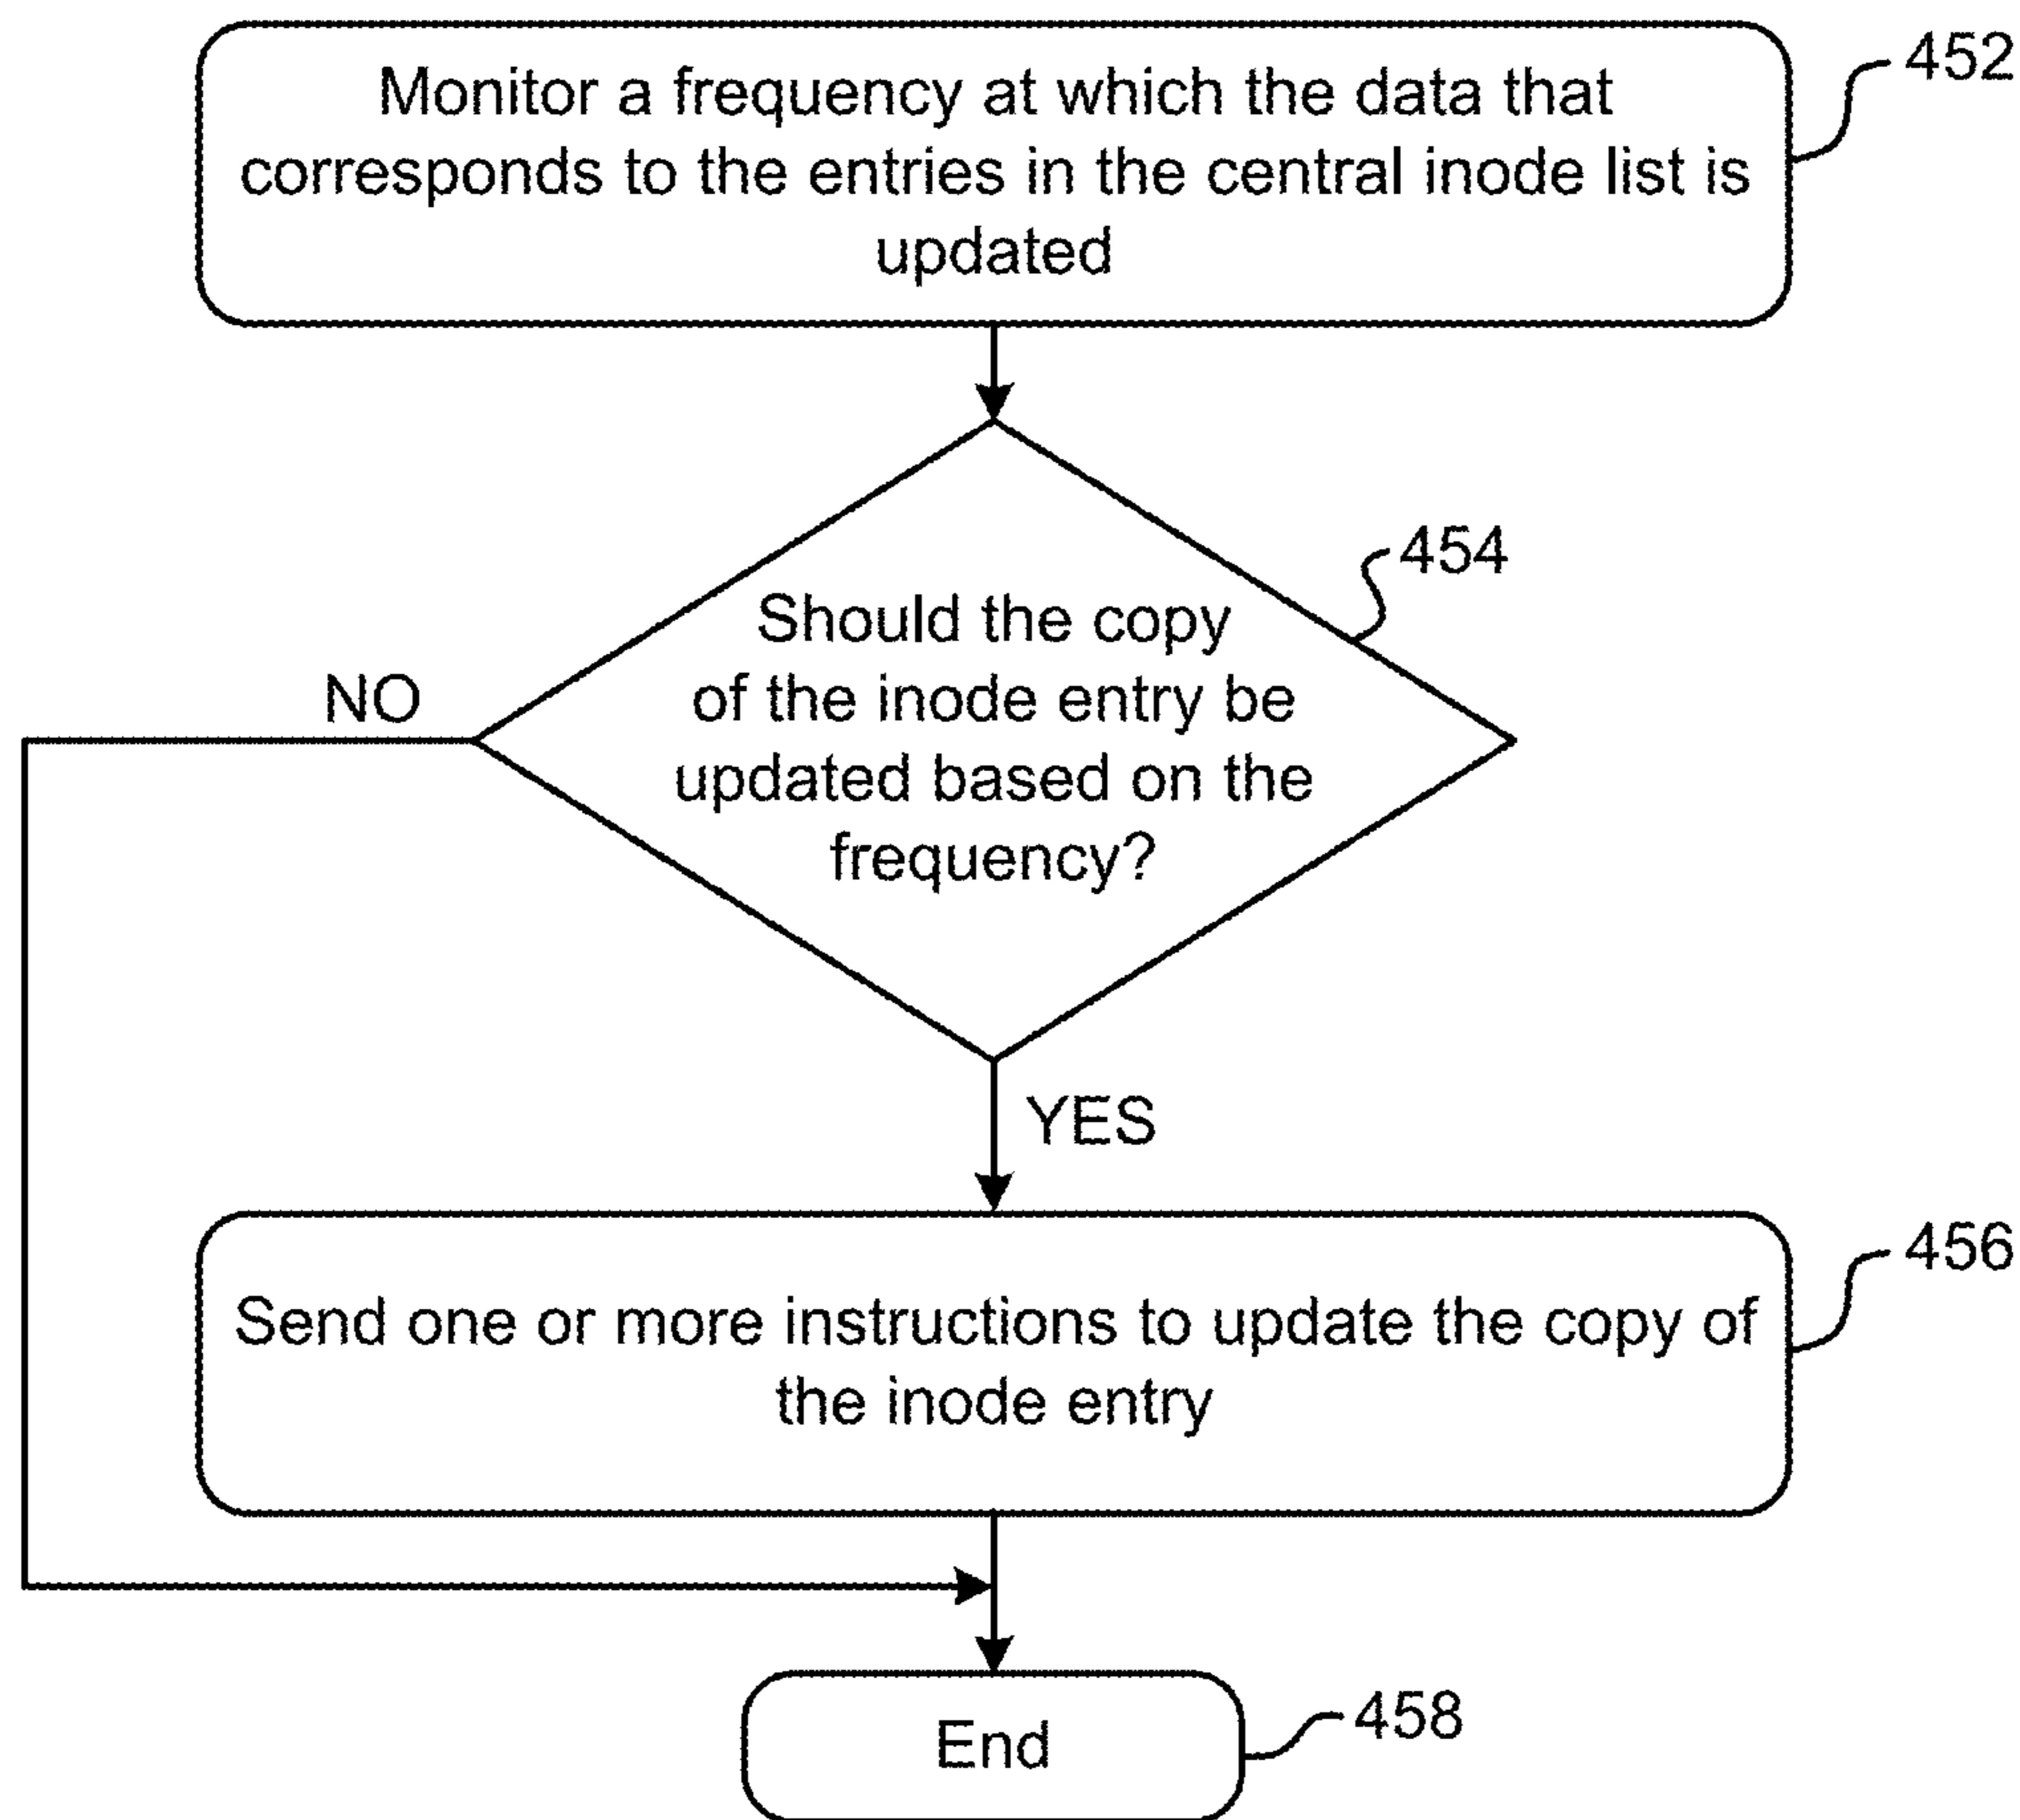 Monitor a frequency at which the data that
corresponds to the entries in the central inode list is
updated
452
Should the copy
of the inode entry be
updated based on the
frequency?
454
NO
YES
Send one or more instructions to update the copy of
the inode entry
456
End
458